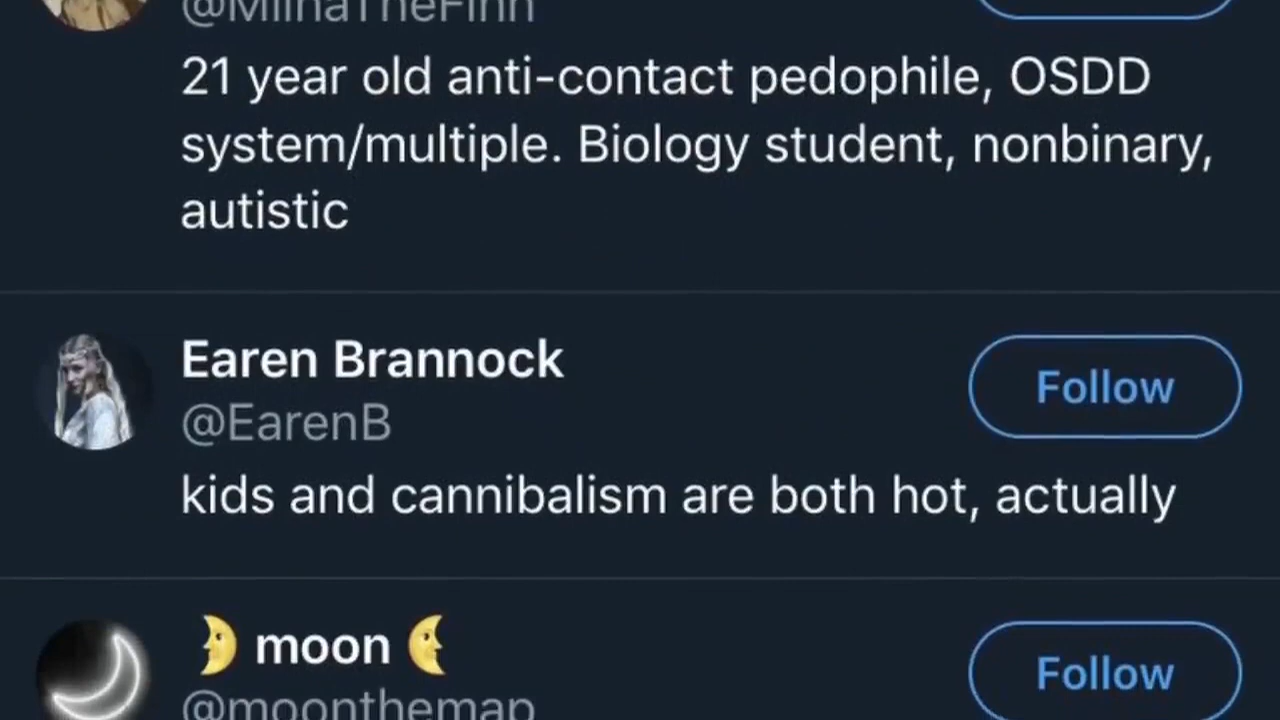 @MiinaTheFinn
21 year old anti-contact pedophile, OSDD
system/multiple. Biology student, nonbinary,
autistic
Earen Brannock
Follow
@EarenB
kids and cannibalism are both hot, actually
🌛 moon 🌜
Follow
@moonthemap